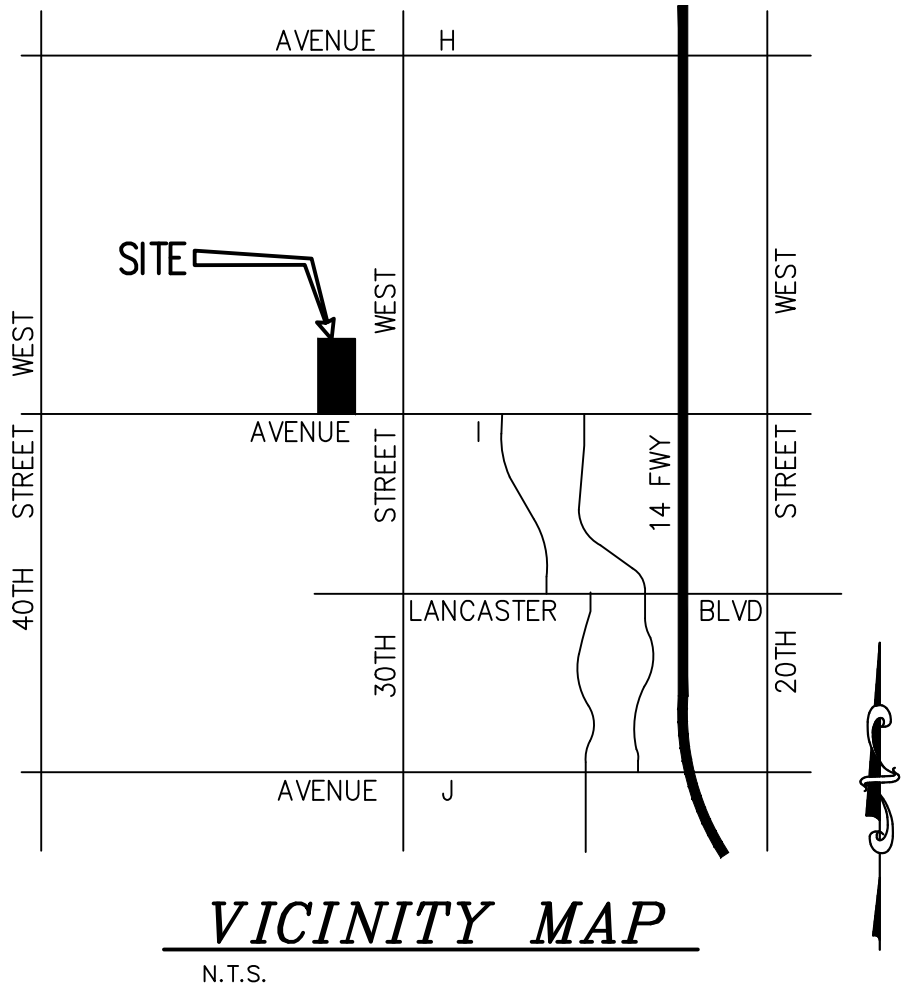 AVENUE H
SITE
40TH STREET WEST
30TH STREET WEST
20TH STREET WEST
AVENUE I
14 FWY
LANCASTER BLVD
AVENUE J
VICINITY MAP
N.T.S.